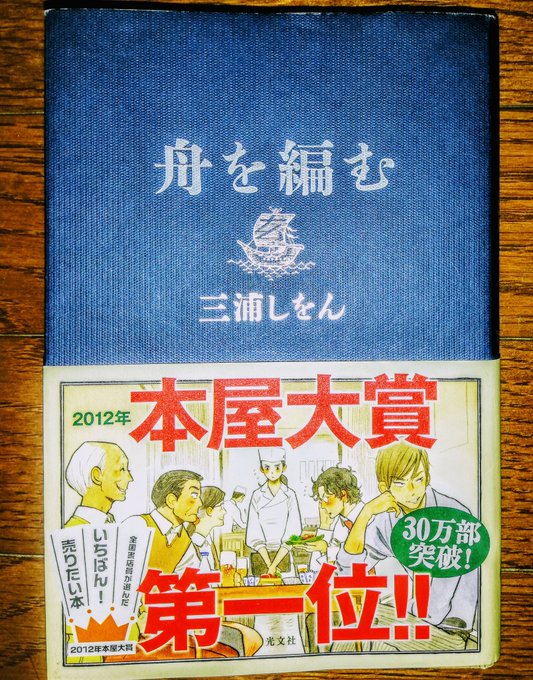 舟を編む
三浦しをん
2012年
本屋大賞
30万部
突破!
全国書店員が選んだ
いちばん!
売りたい本
2012年本屋大賞
第一位!!
光文社